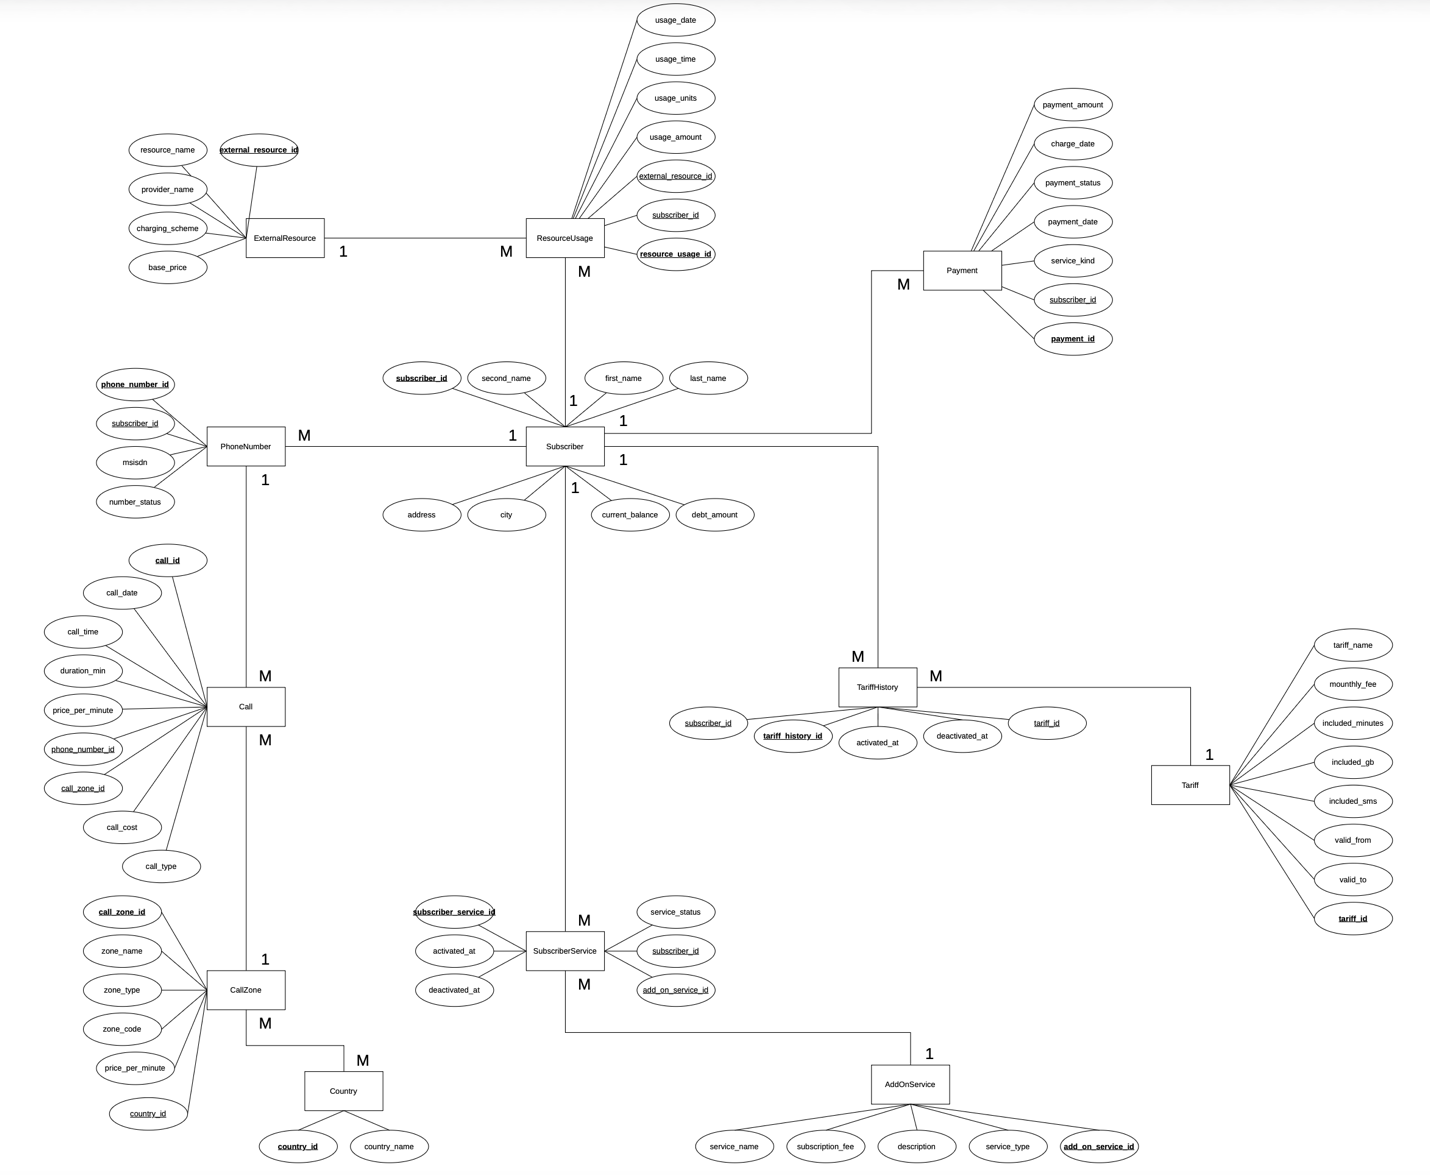 usage_date
usage_time
usage_units
usage_amount
external_resource_id
subscriber_id
resource_usage_id
payment_amount
charge_date
payment_status
payment_date
service_kind
subscriber_id
payment_id
resource_name
external_resource_id
provider_name
charging_scheme
base_price
ExternalResource
1
M
ResourceUsage
M
M
Payment
phone_number_id
subscriber_id
msisdn
number_status
subscriber_id
second_name
first_name
last_name
1
1
PhoneNumber
M
1
Subscriber
1
1
1
address
city
current_balance
debt_amount
call_id
call_date
call_time
duration_min
price_per_minute
phone_number_id
call_zone_id
call_cost
call_type
M
Call
M
M
TariffHistory
M
subscriber_id
tariff_history_id
activated_at
deactivated_at
tariff_id
1
Tariff
tariff_name
mounthly_fee
included_minutes
included_gb
included_sms
valid_from
valid_to
tariff_id
call_zone_id
zone_name
zone_type
zone_code
price_per_minute
country_id
1
CallZone
M
M
Country
country_id
country_name
subscriber_service_id
activated_at
deactivated_at
M
SubscriberService
M
service_status
subscriber_id
add_on_service_id
1
AddOnService
service_name
subscription_fee
description
service_type
add_on_service_id